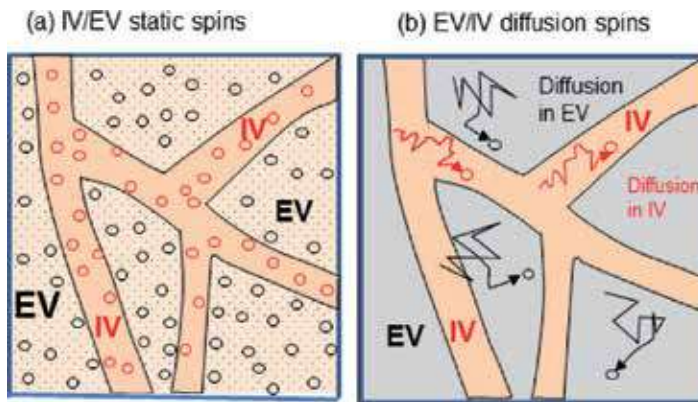 (a) IV/EV static spins
IV
EV
EV
IV
(b) EV/IV diffusion spins
Diffusion
in EV
IV
Diffusion
in IV
EV
IV